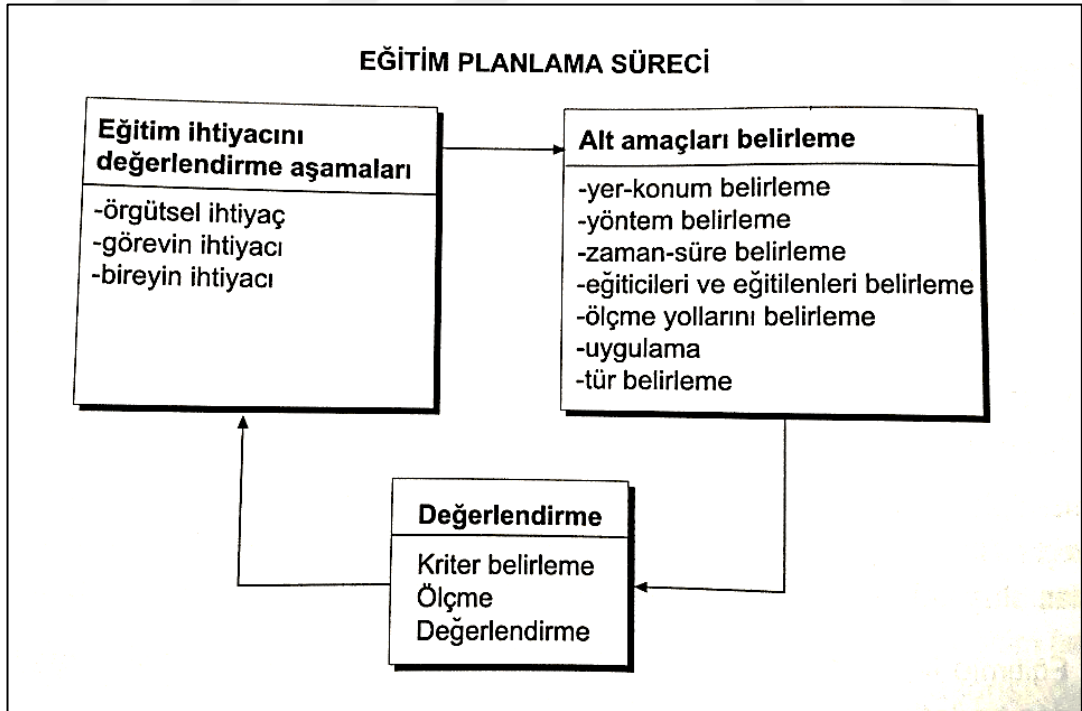 EĞİTİM PLANLAMA SÜRECİ
Eğitim ihtiyacını
değerlendirme aşamaları
-örgütsel ihtiyaç
-görevin ihtiyacı
-bireyin ihtiyacı
Alt amaçları belirleme
-yer-konum belirleme
-yöntem belirleme
-zaman-süre belirleme
-eğiticileri ve eğitilenleri belirleme
-ölçme yollarını belirleme
-uygulama
-tür belirleme
Değerlendirme
Kriter belirleme
Ölçme
Değerlendirme